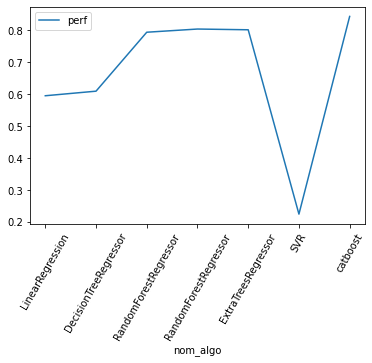 perf
0.8
0.7
0.6
0.5
0.4
0.3
0.2
LinearRegression
DecisionTreeRegressor
RandomForestRegressor
RandomForestRegressor
ExtraTreesRegressor
SVR
catboost
nom_algo